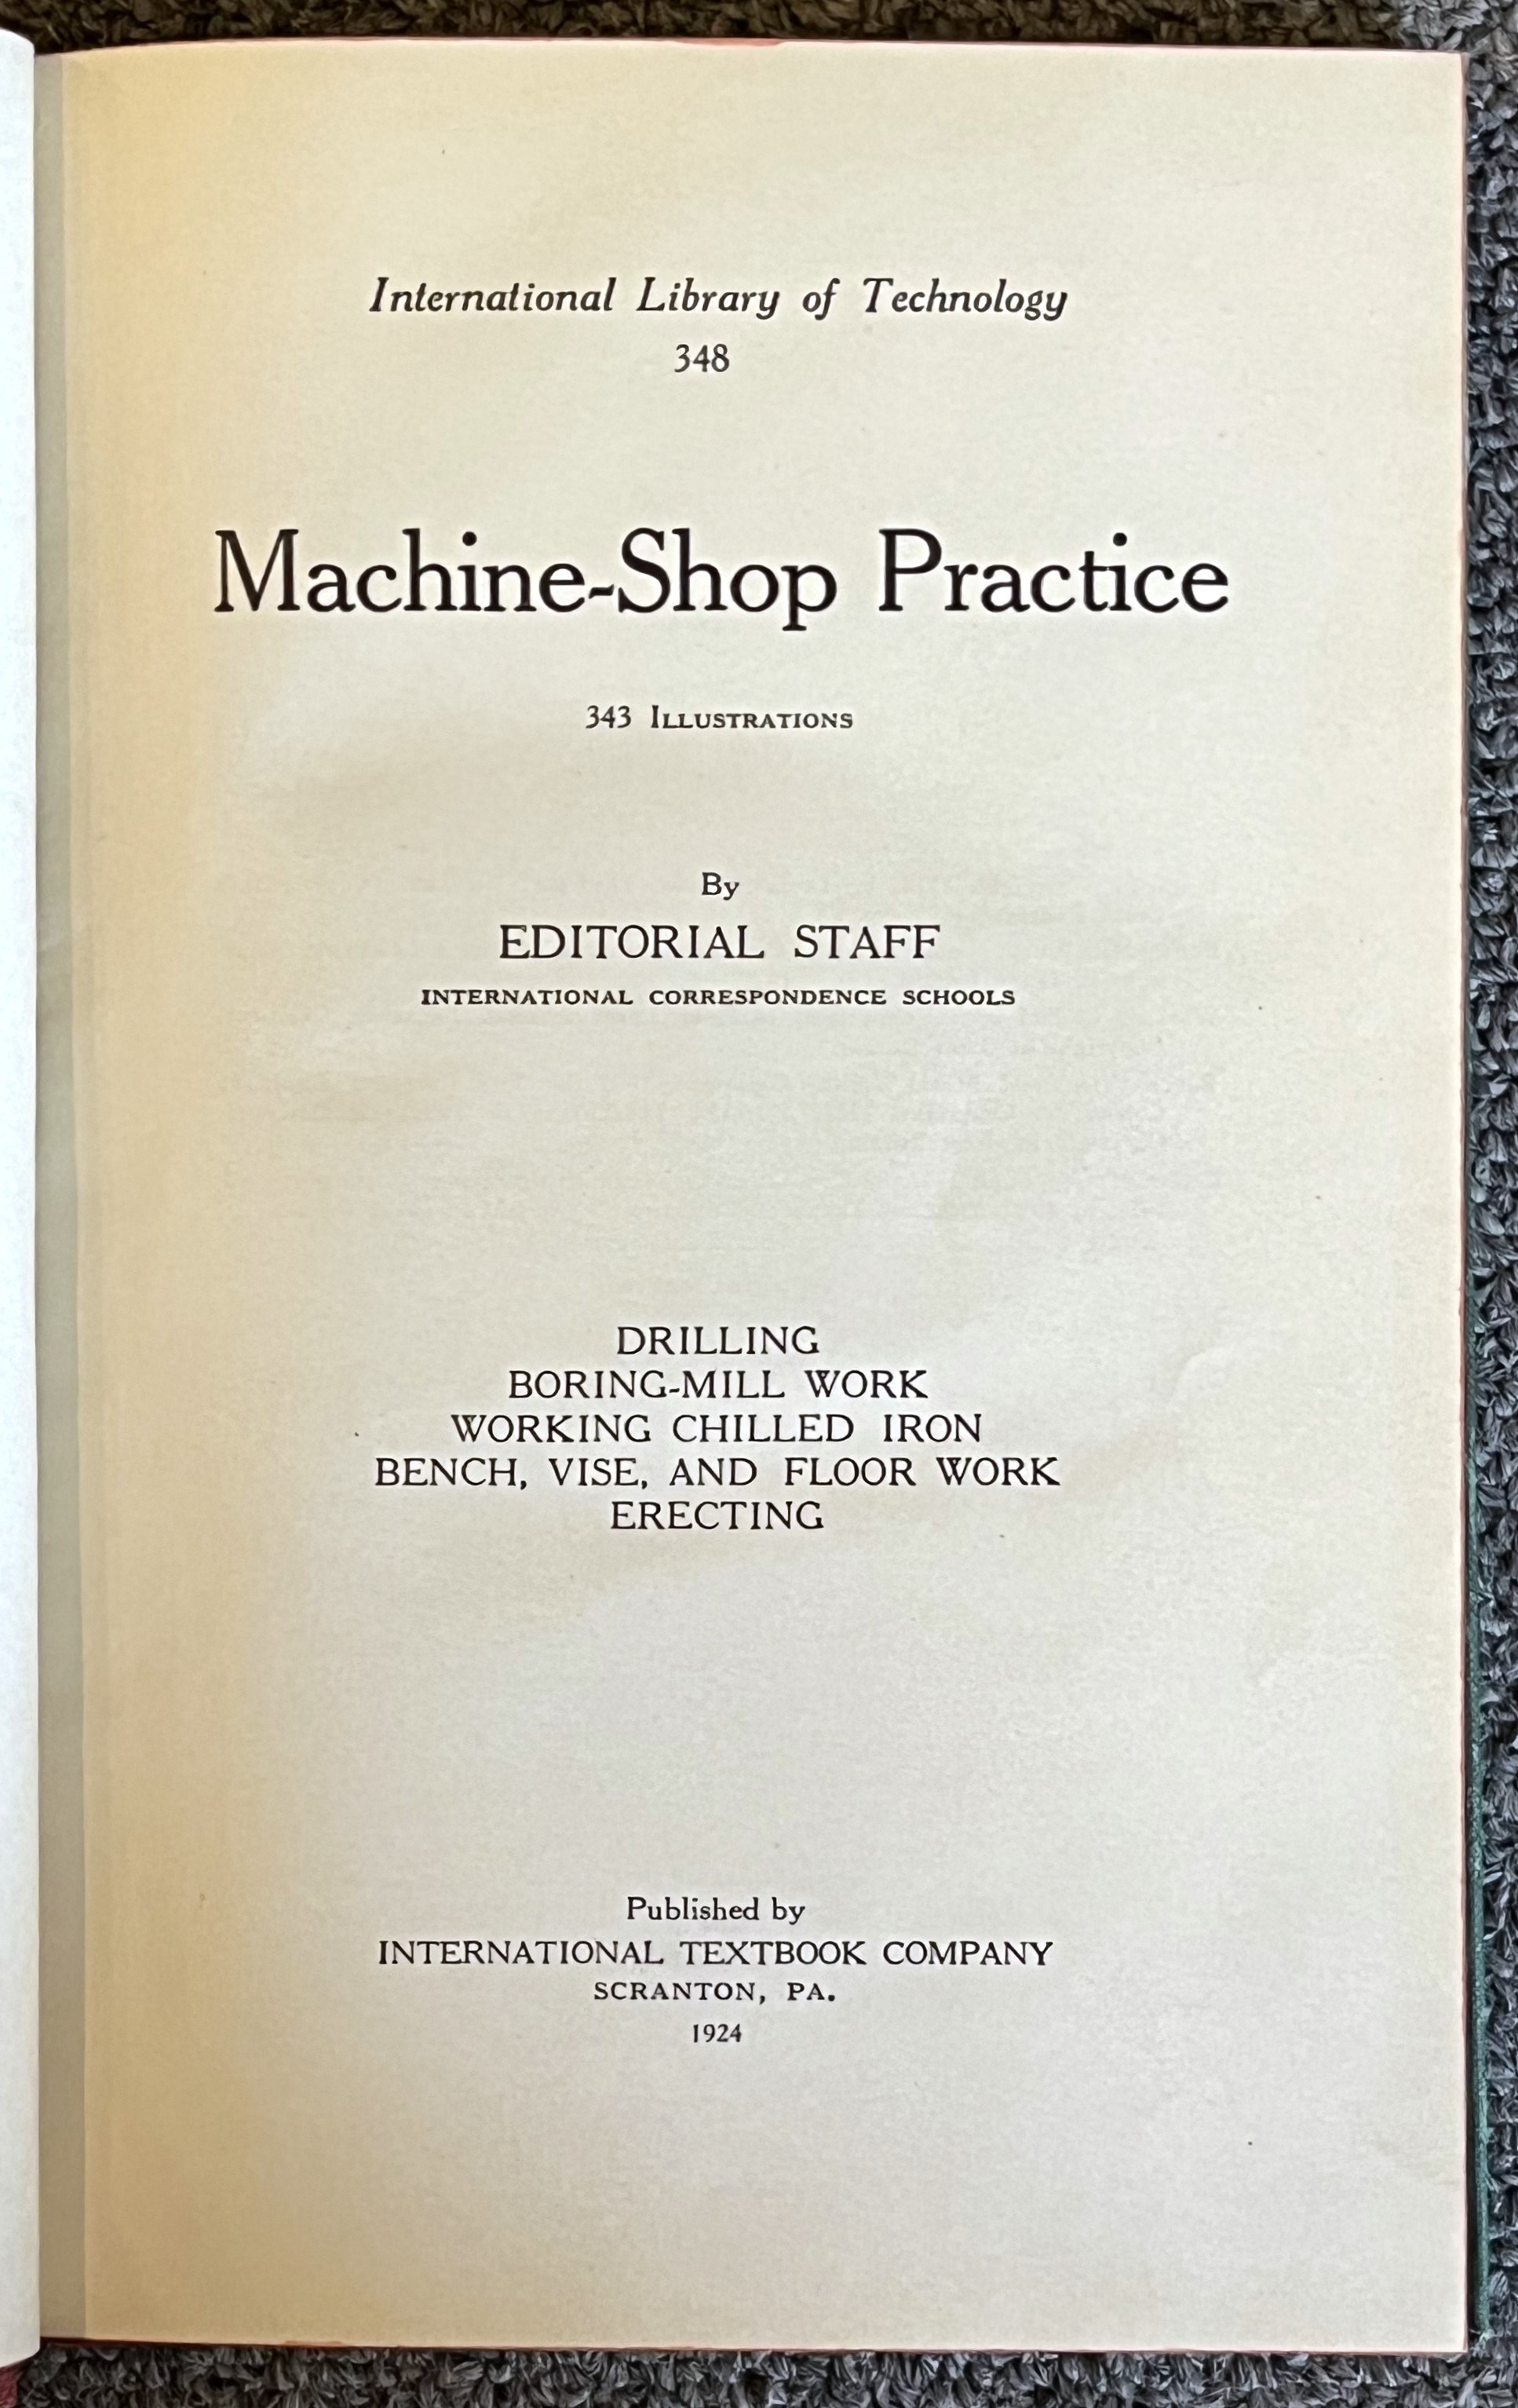 International Library of Technology
348
Machine-Shop Practice
343 Illustrations
By
EDITORIAL STAFF
INTERNATIONAL CORRESPONDENCE SCHOOLS
DRILLING
BORING-MILL WORK
WORKING CHILLED IRON
BENCH, VISE, AND FLOOR WORK
ERECTING
Published by
INTERNATIONAL TEXTBOOK COMPANY
SCRANTON, PA.
1924